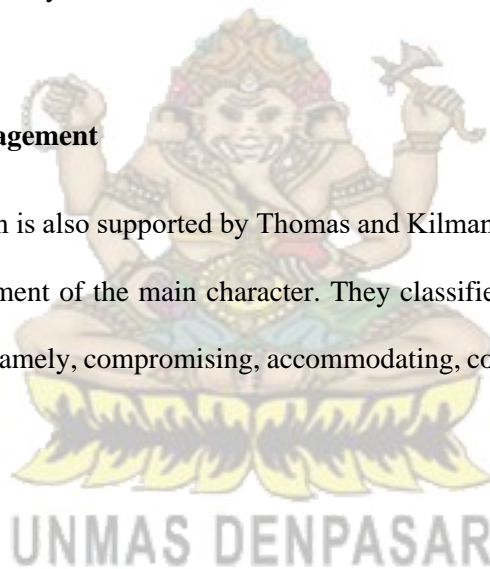 agement
n is also supported by Thomas and Kilman
ment of the main character. They classifie
amely, compromising, accommodating, co
UNMAS DENPASAR